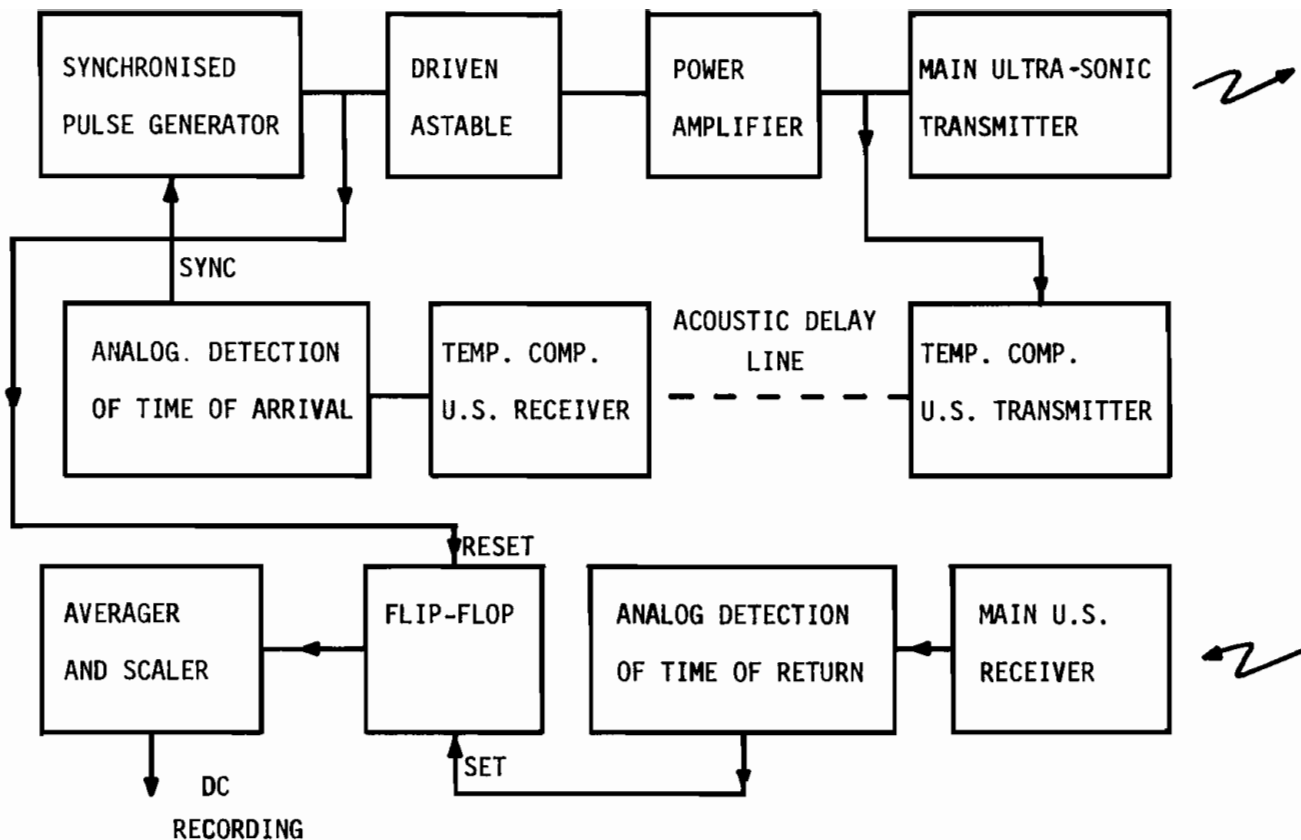 SYNCHRONISED
PULSE GENERATOR
DRIVEN
ASTABLE
POWER
AMPLIFIER
MAIN ULTRA-SONIC
TRANSMITTER
SYNC
ANALOG. DETECTION
OF TIME OF ARRIVAL
TEMP. COMP.
U.S. RECEIVER
ACOUSTIC DELAY
LINE
TEMP. COMP.
U.S. TRANSMITTER
RESET
AVERAGER
AND SCALER
FLIP-FLOP
ANALOG DETECTION
OF TIME OF RETURN
MAIN U.S.
RECEIVER
SET
DC
RECORDING